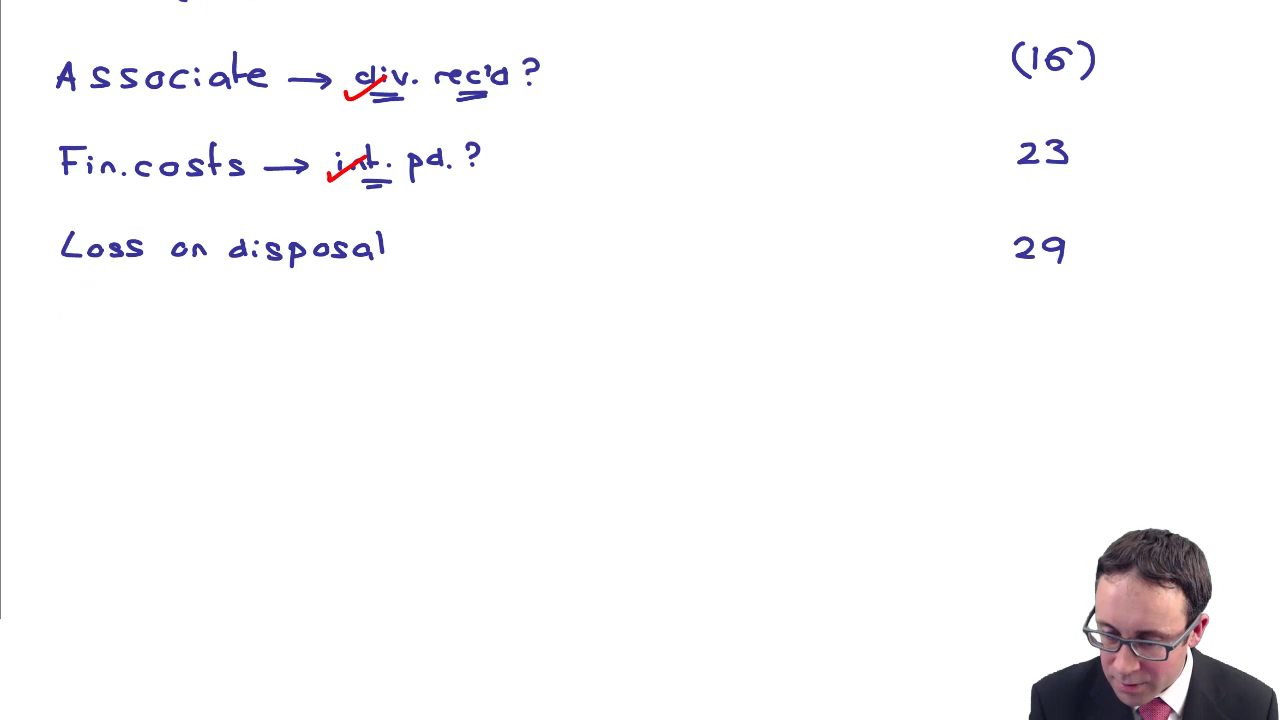 Associate → div. rec'd ? (16)
Fin. costs → int. pd. ? 23
Loss on disposal 29